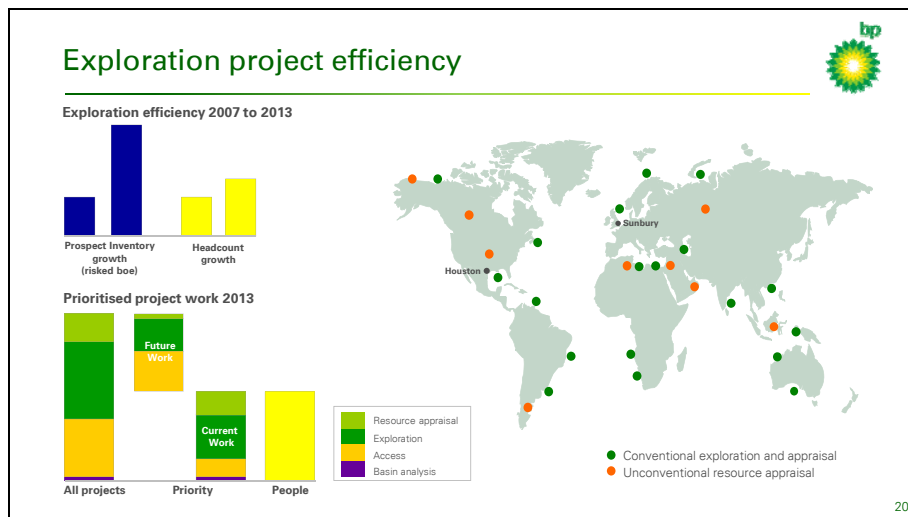 bp
Exploration project efficiency
Exploration efficiency 2007 to 2013
Prospect Inventory
growth
(risked boe)
Headcount
growth
Sunbury
Houston
Prioritised project work 2013
Future
Work
Current
Work
Resource appraisal
Exploration
Access
Basin analysis
All projects
Priority
People
Conventional exploration and appraisal
Unconventional resource appraisal
20